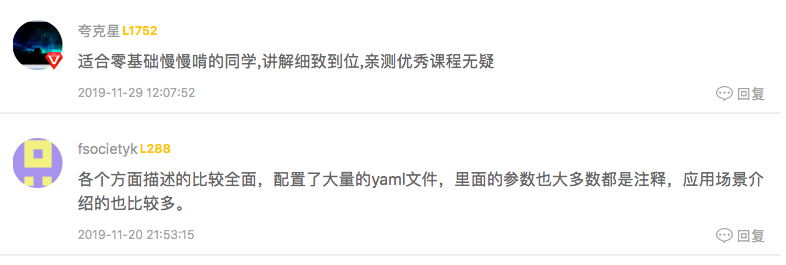 夸克星 L1752
适合零基础慢慢啃的同学,讲解细致到位,亲测优秀课程无疑
2019-11-29 12:07:52 回复
fsocietyk L288
各个方面描述的比较全面，配置了大量的yaml文件，里面的参数也大多数都是注释，应用场景介
绍的也比较多。
2019-11-20 21:53:15 回复